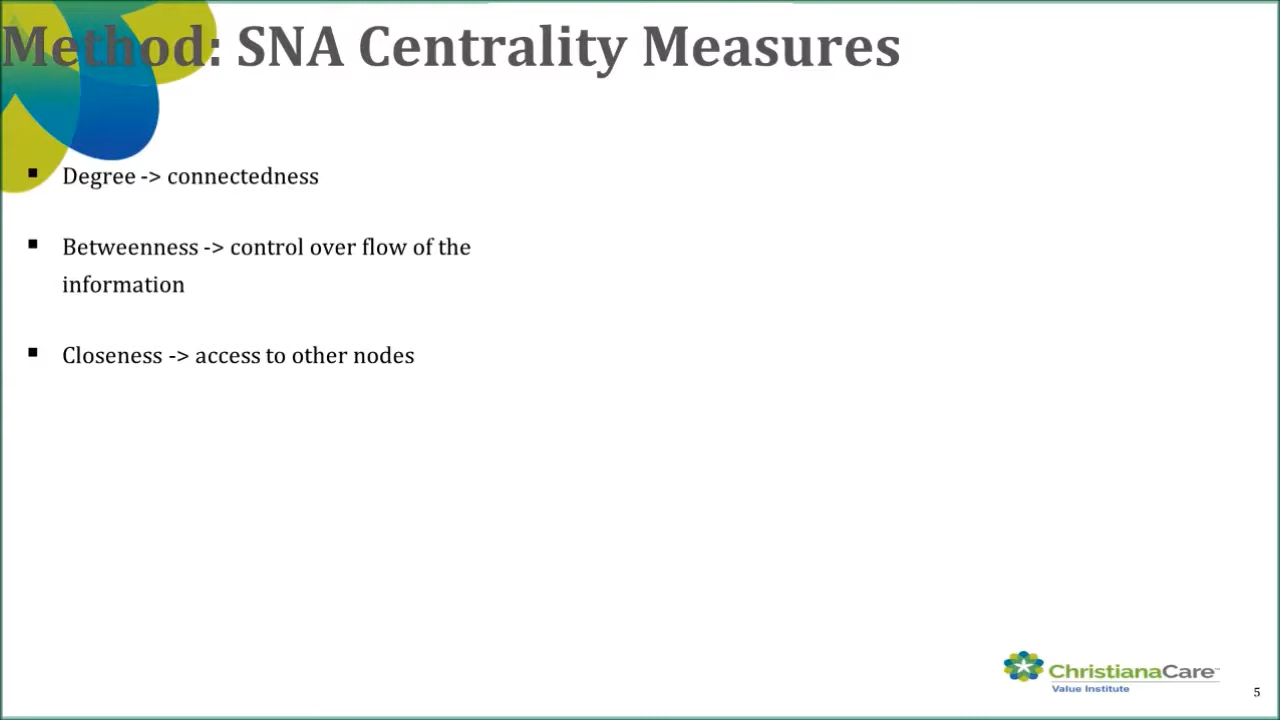 Method: SNA Centrality Measures
▪ Degree -> connectedness
▪ Betweenness -> control over flow of the
information
▪ Closeness -> access to other nodes
ChristianaCare™
Value Institute
5